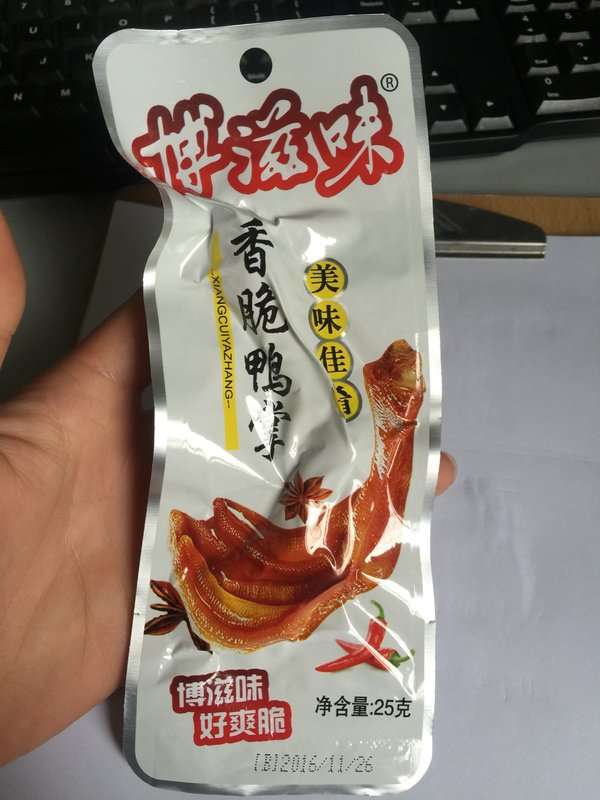 博滋味®
香脆鸭掌
XIANGCUIYAZHANG--
美味佳肴
博滋味
好爽脆
净含量:25克
(B)2016/11/26